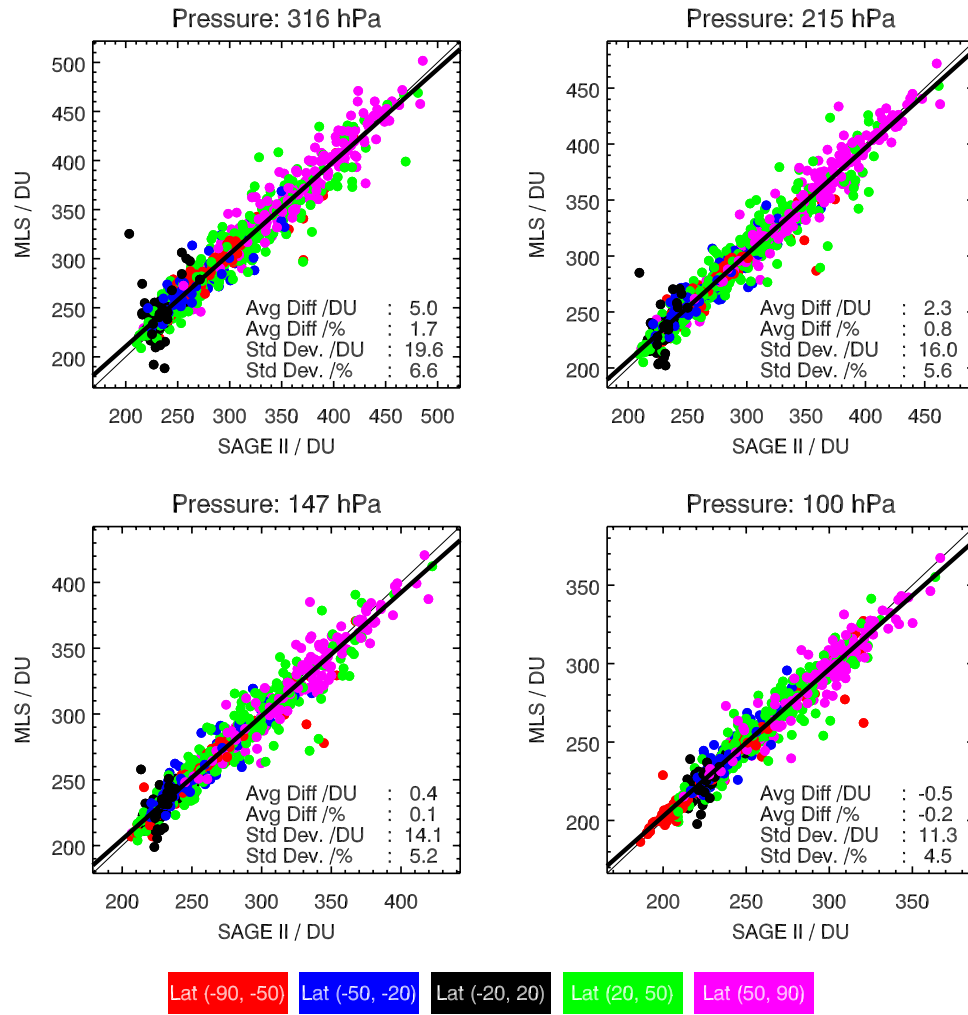 Pressure: 316 hPa
MLS / DU
500
450
400
350
300
250
200
Avg Diff /DU : 5.0
Avg Diff /% : 1.7
Std Dev. /DU : 19.6
Std Dev. /% : 6.6
200 250 300 350 400 450 500
SAGE II / DU
Pressure: 215 hPa
MLS / DU
450
400
350
300
250
200
Avg Diff /DU : 2.3
Avg Diff /% : 0.8
Std Dev. /DU : 16.0
Std Dev. /% : 5.6
200 250 300 350 400 450
SAGE II / DU
Pressure: 147 hPa
MLS / DU
400
350
300
250
200
Avg Diff /DU : 0.4
Avg Diff /% : 0.1
Std Dev. /DU : 14.1
Std Dev. /% : 5.2
200 250 300 350 400
SAGE II / DU
Pressure: 100 hPa
MLS / DU
350
300
250
200
Avg Diff /DU : -0.5
Avg Diff /% : -0.2
Std Dev. /DU : 11.3
Std Dev. /% : 4.5
200 250 300 350
SAGE II / DU
Lat (-90, -50) Lat (-50, -20) Lat (-20, 20) Lat (20, 50) Lat (50, 90)